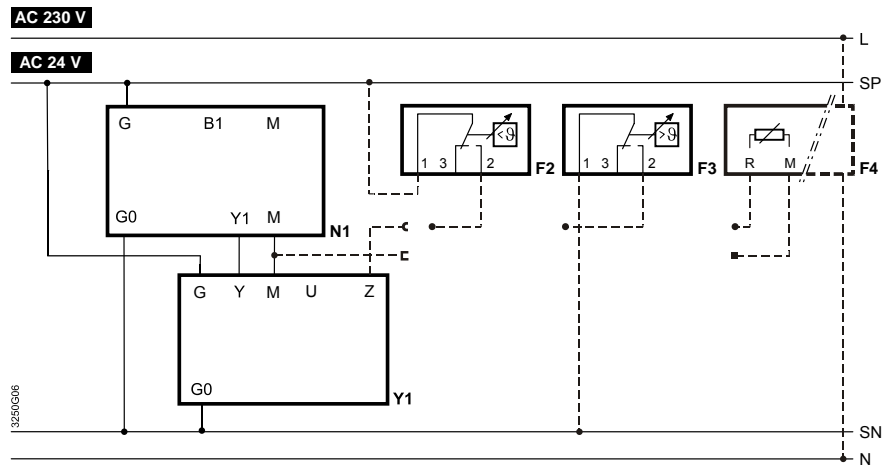 AC 230 V
L
AC 24 V
SP
G B1 M
G0 Y1 M
N1
1 3 2
<ϑ
F2
1 3 2
>ϑ
F3
R M
F4
G Y M U Z
G0
Y1
3250G06
SN
N